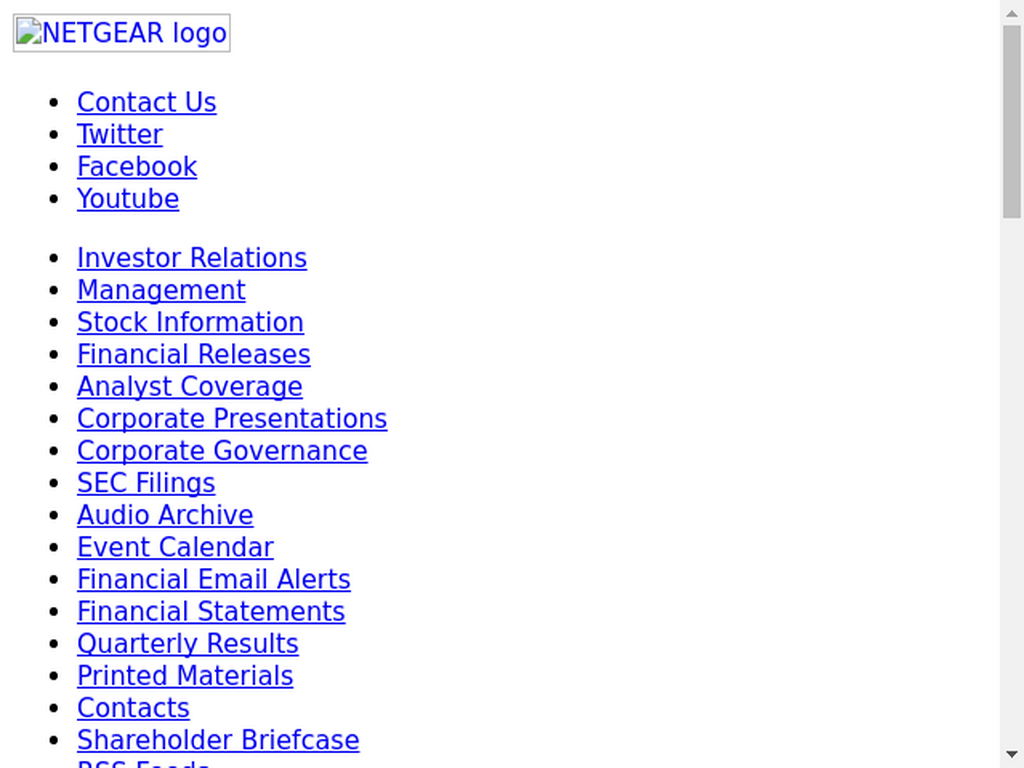 NETGEAR logo
Contact Us
Twitter
Facebook
Youtube
Investor Relations
Management
Stock Information
Financial Releases
Analyst Coverage
Corporate Presentations
Corporate Governance
SEC Filings
Audio Archive
Event Calendar
Financial Email Alerts
Financial Statements
Quarterly Results
Printed Materials
Contacts
Shareholder Briefcase
RSS Feeds